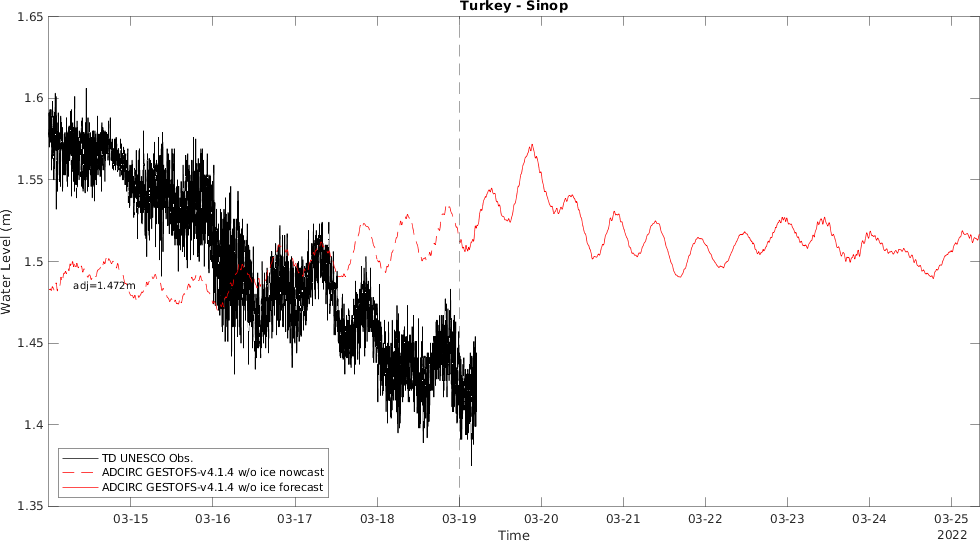 Turkey - Sinop
Water Level (m)
1.65
1.6
1.55
1.5
1.45
1.4
1.35
adj=1.472m
TD UNESCO Obs.
ADCIRC GESTOFS-v4.1.4 w/o ice nowcast
ADCIRC GESTOFS-v4.1.4 w/o ice forecast
03-15 03-16 03-17 03-18 03-19 03-20 03-21 03-22 03-23 03-24 03-25
Time
2022